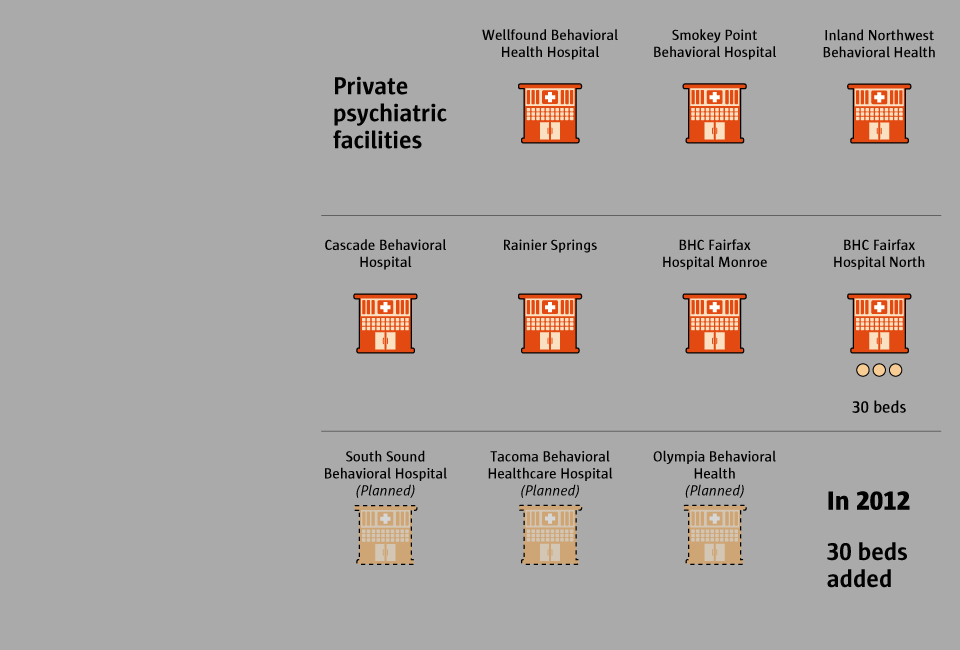 Private
psychiatric
facilities
Wellfound Behavioral
Health Hospital
Smokey Point
Behavioral Hospital
Inland Northwest
Behavioral Health
Cascade Behavioral
Hospital
Rainier Springs
BHC Fairfax
Hospital Monroe
BHC Fairfax
Hospital North
30 beds
South Sound
Behavioral Hospital
(Planned)
Tacoma Behavioral
Healthcare Hospital
(Planned)
Olympia Behavioral
Health
(Planned)
In 2012
30 beds
added